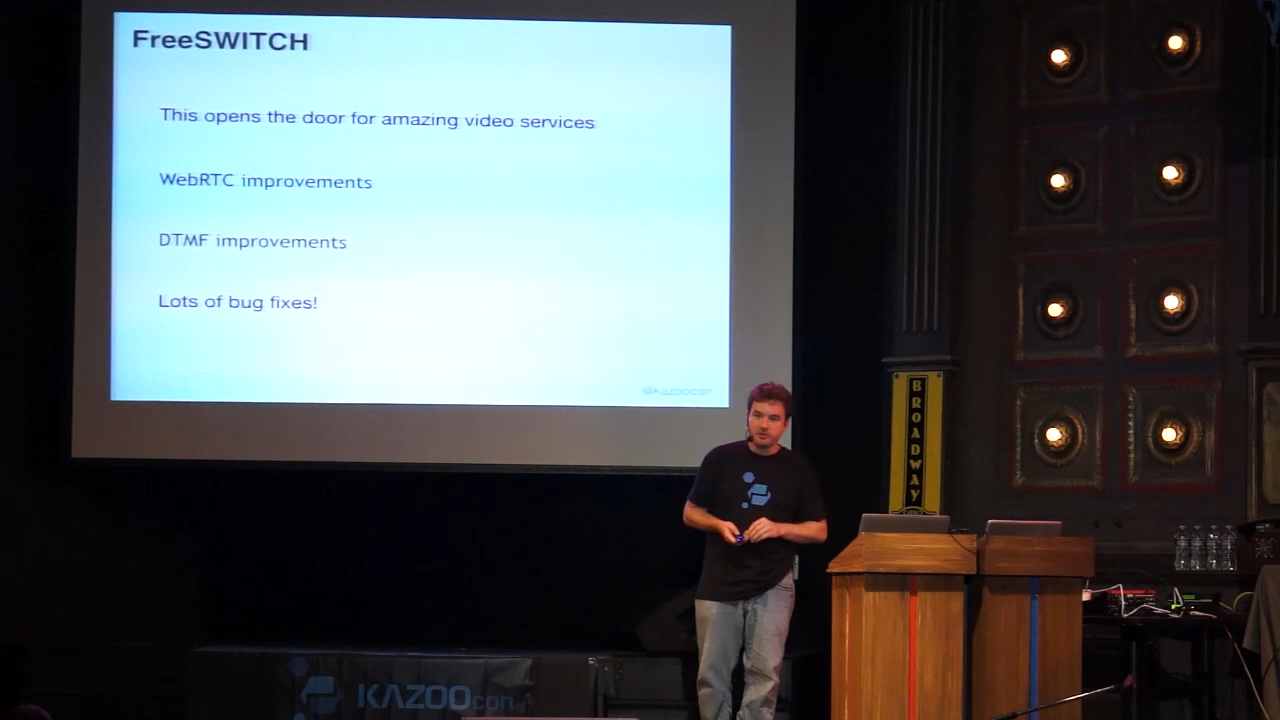 FreeSWITCH
This opens the door for amazing video services
WebRTC improvements
DTMF improvements
Lots of bug fixes!
@kazoocon
BROADWAY
KAZOOcon